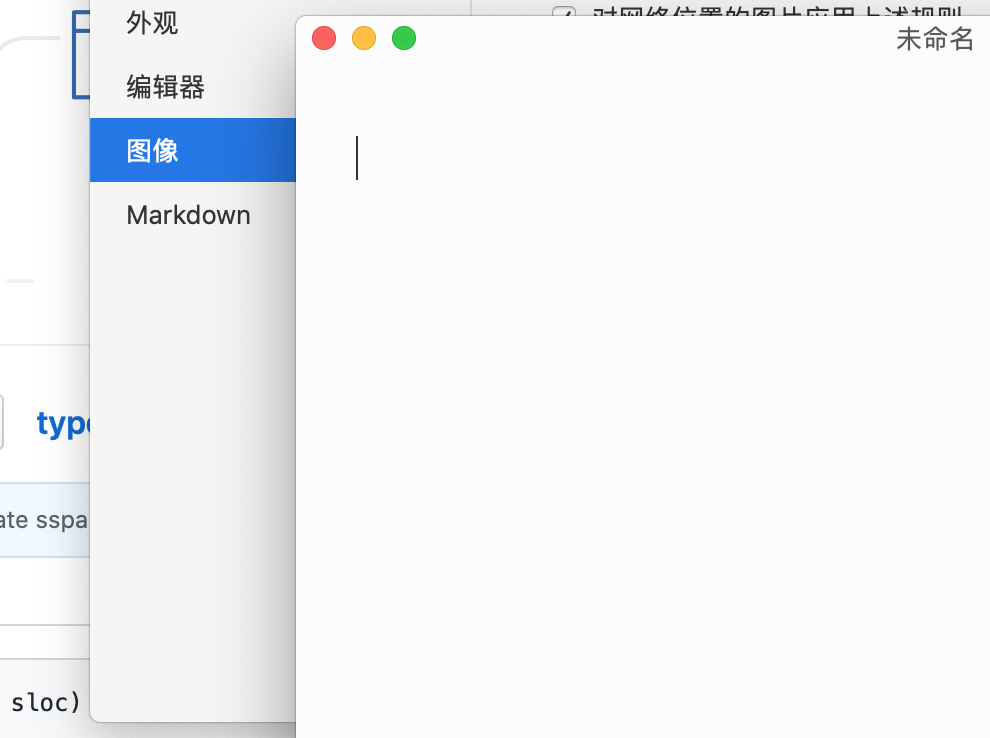 外观
对网络位置的图片应用上述规则
未命名
编辑器
图像
Markdown
typo
ate sspa
sloc)